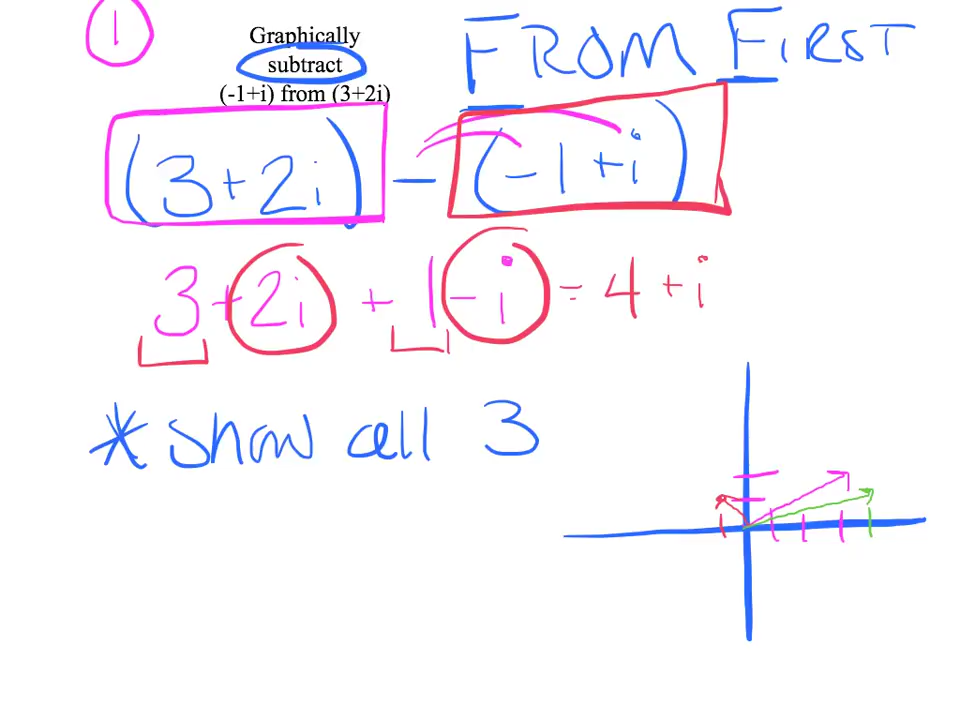 1
Graphically
subtract
(-1+i) from (3+2i)
FROM FIRST
(3+2i) - (-1+i)
3+2i + 1-i = 4+i
* show all 3